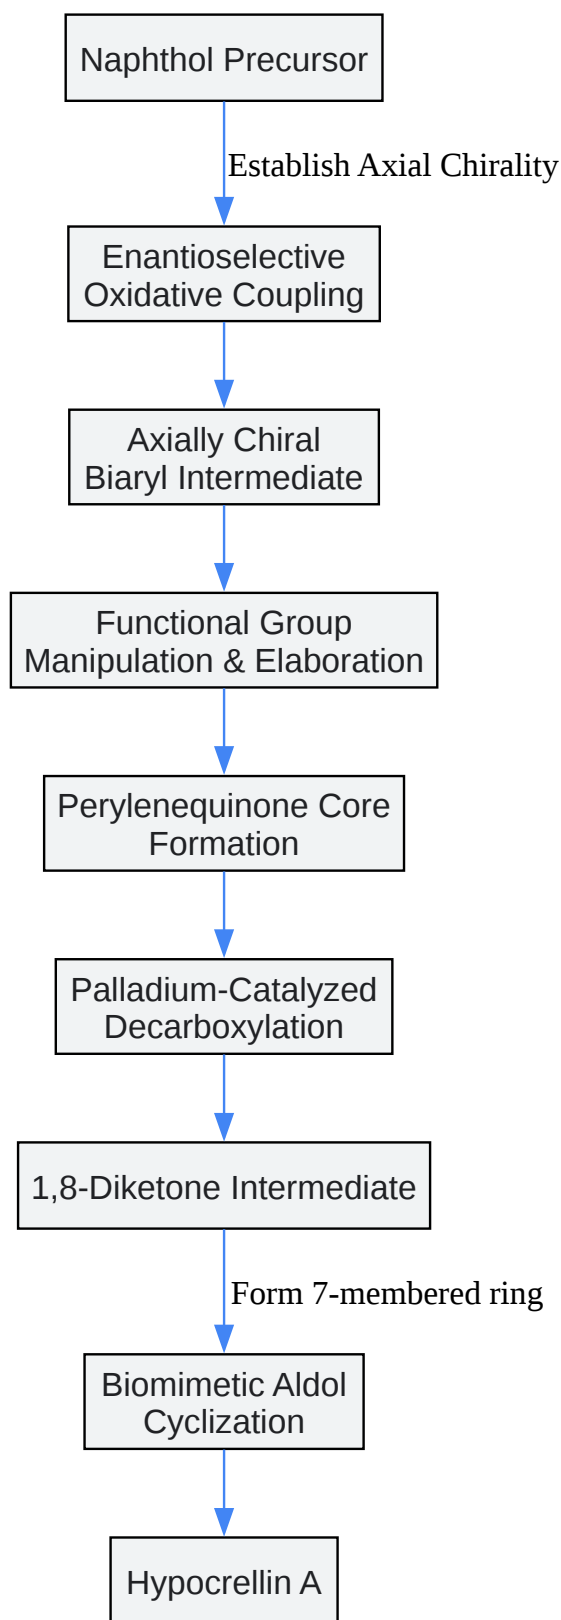 Naphthol Precursor
Establish Axial Chirality
Enantioselective
Oxidative Coupling
Axially Chiral
Biaryl Intermediate
Functional Group
Manipulation & Elaboration
Perylenequinone Core
Formation
Palladium-Catalyzed
Decarboxylation
1,8-Diketone Intermediate
Form 7-membered ring
Biomimetic Aldol
Cyclization
Hypocrellin A